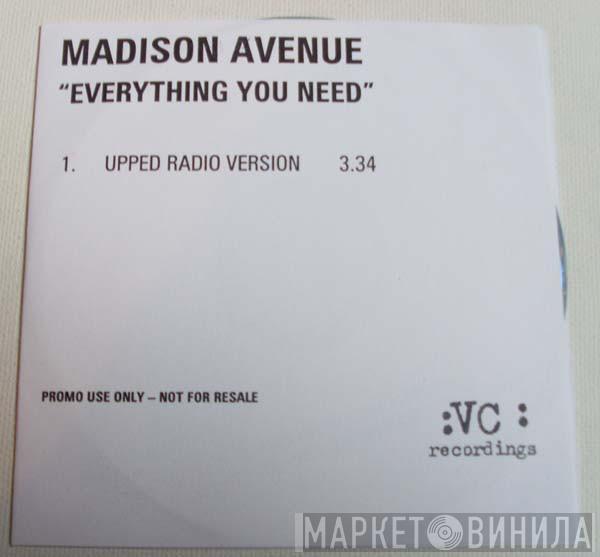 MADISON AVENUE
“EVERYTHING YOU NEED”
1. UPPED RADIO VERSION 3.34
PROMO USE ONLY – NOT FOR RESALE
:VC :
recordings
МАРКЕТ ВИНИЛА